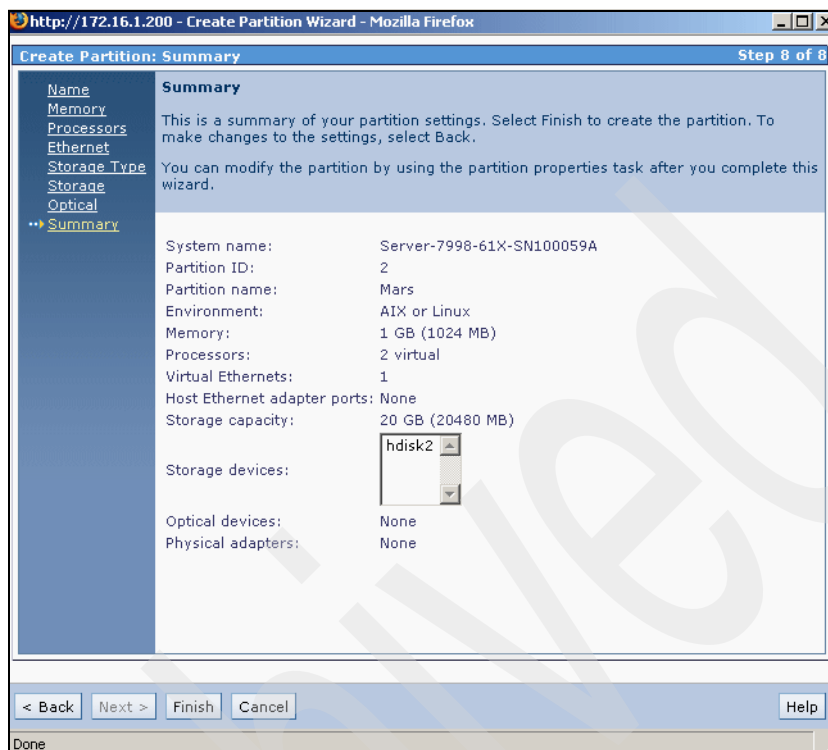 http://172.16.1.200 - Create Partition Wizard - Mozilla Firefox
Create Partition: Summary
Step 8 of 8
Name
Memory
Processors
Ethernet
Storage Type
Storage
Optical
Summary
Summary
This is a summary of your partition settings. Select Finish to create the partition. To
make changes to the settings, select Back.
You can modify the partition by using the partition properties task after you complete this
wizard.
System name: Server-7998-61X-SN100059A
Partition ID: 2
Partition name: Mars
Environment: AIX or Linux
Memory: 1 GB (1024 MB)
Processors: 2 virtual
Virtual Ethernets: 1
Host Ethernet adapter ports: None
Storage capacity: 20 GB (20480 MB)
Storage devices: hdisk2
Optical devices: None
Physical adapters: None
< Back
Next >
Finish
Cancel
Help
Done